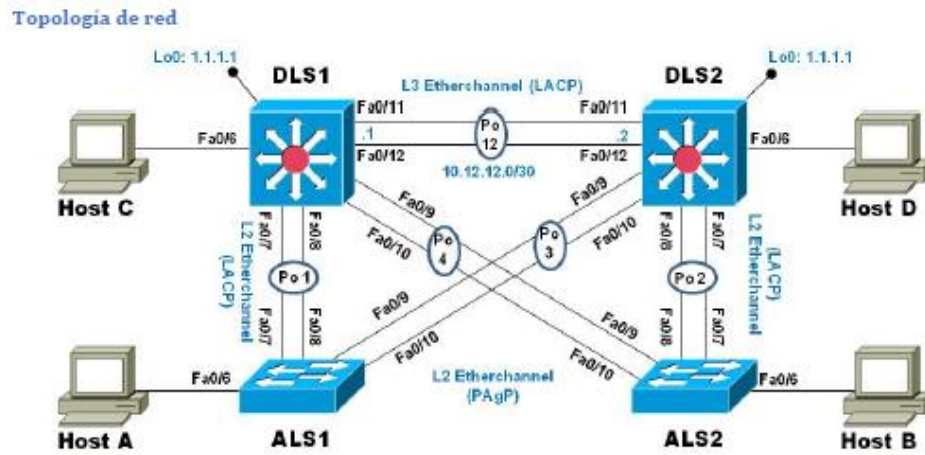 Topología de red
Lo0: 1.1.1.1
Lo0: 1.1.1.1
DLS1
DLS2
L3 Etherchannel (LACP)
Fa0/11
Fa0/11
Fa0/6
.1
Po
12
.2
Fa0/6
Fa0/12
Fa0/12
10.12.12.0/30
Host C
Host D
Fa0/9
Fa0/9
Fa0/7
Fa0/8
Fa0/10
Fa0/10
Fa0/8
Fa0/7
L2 Etherchannel
(LACP)
Po
4
Po
3
(LACP)
L2 Etherchannel
Po1
Po2
Fa0/7
Fa0/8
Fa0/9
Fa0/9
Fa0/8
Fa0/7
Fa0/10
Fa0/10
Fa0/6
L2 Etherchannel
(PAgP)
Fa0/6
Host A
ALS1
ALS2
Host B